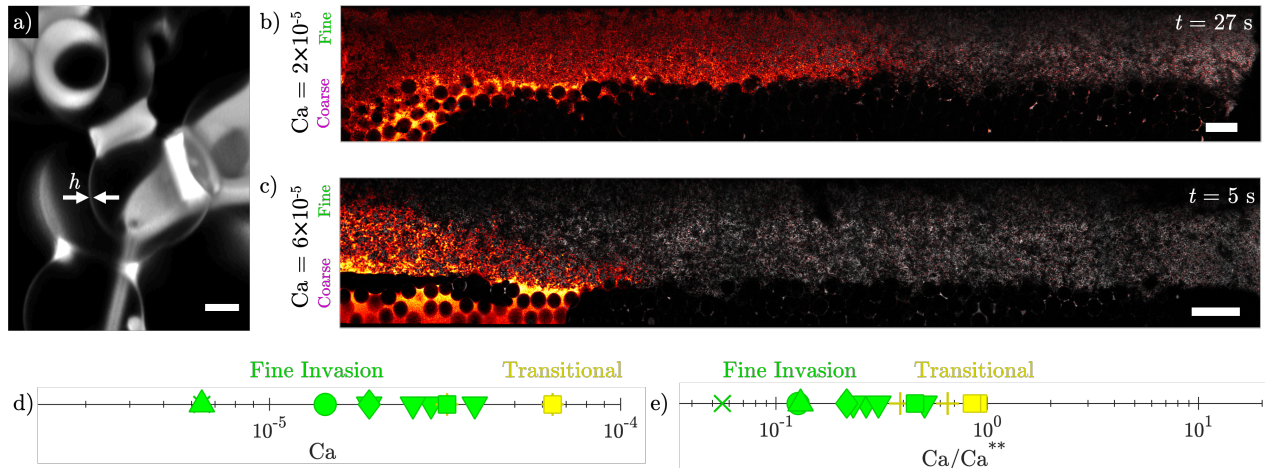 a)
h
b)
Ca = 2×10⁻⁵
Fine
Coarse
t = 27 s
c)
Ca = 6×10⁻⁵
Fine
Coarse
t = 5 s
d)
Fine Invasion
Transitional
10⁻⁵
10⁻⁴
Ca
e)
Fine Invasion
Transitional
10⁻¹
10⁰
10¹
Ca/Ca**